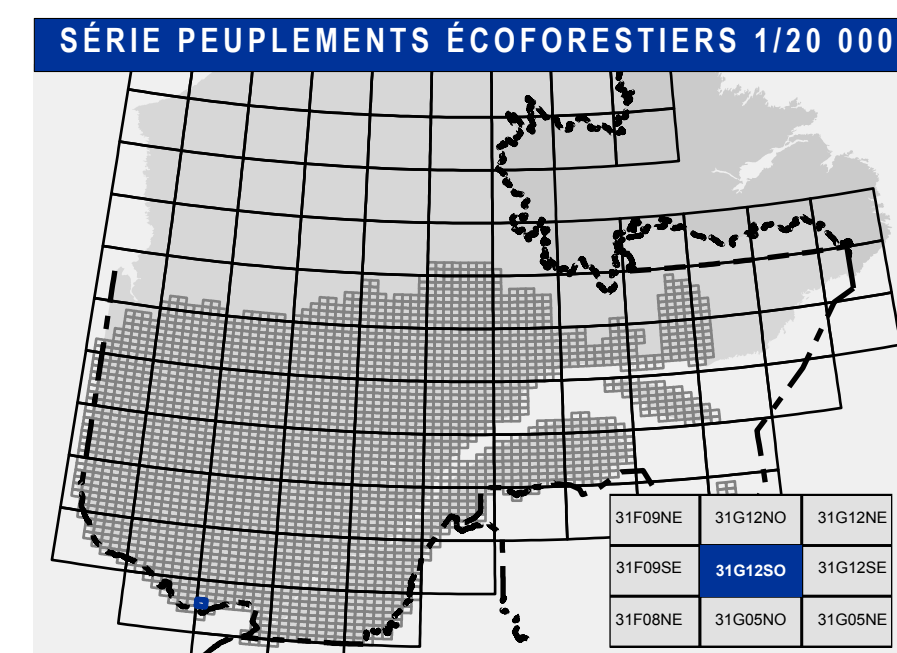 SÉRIE PEUPLEMENTS ÉCOFORESTIERS 1/20 000
31F09NE 31G12NO 31G12NE
31F09SE 31G12SO 31G12SE
31F08NE 31G05NO 31G05NE